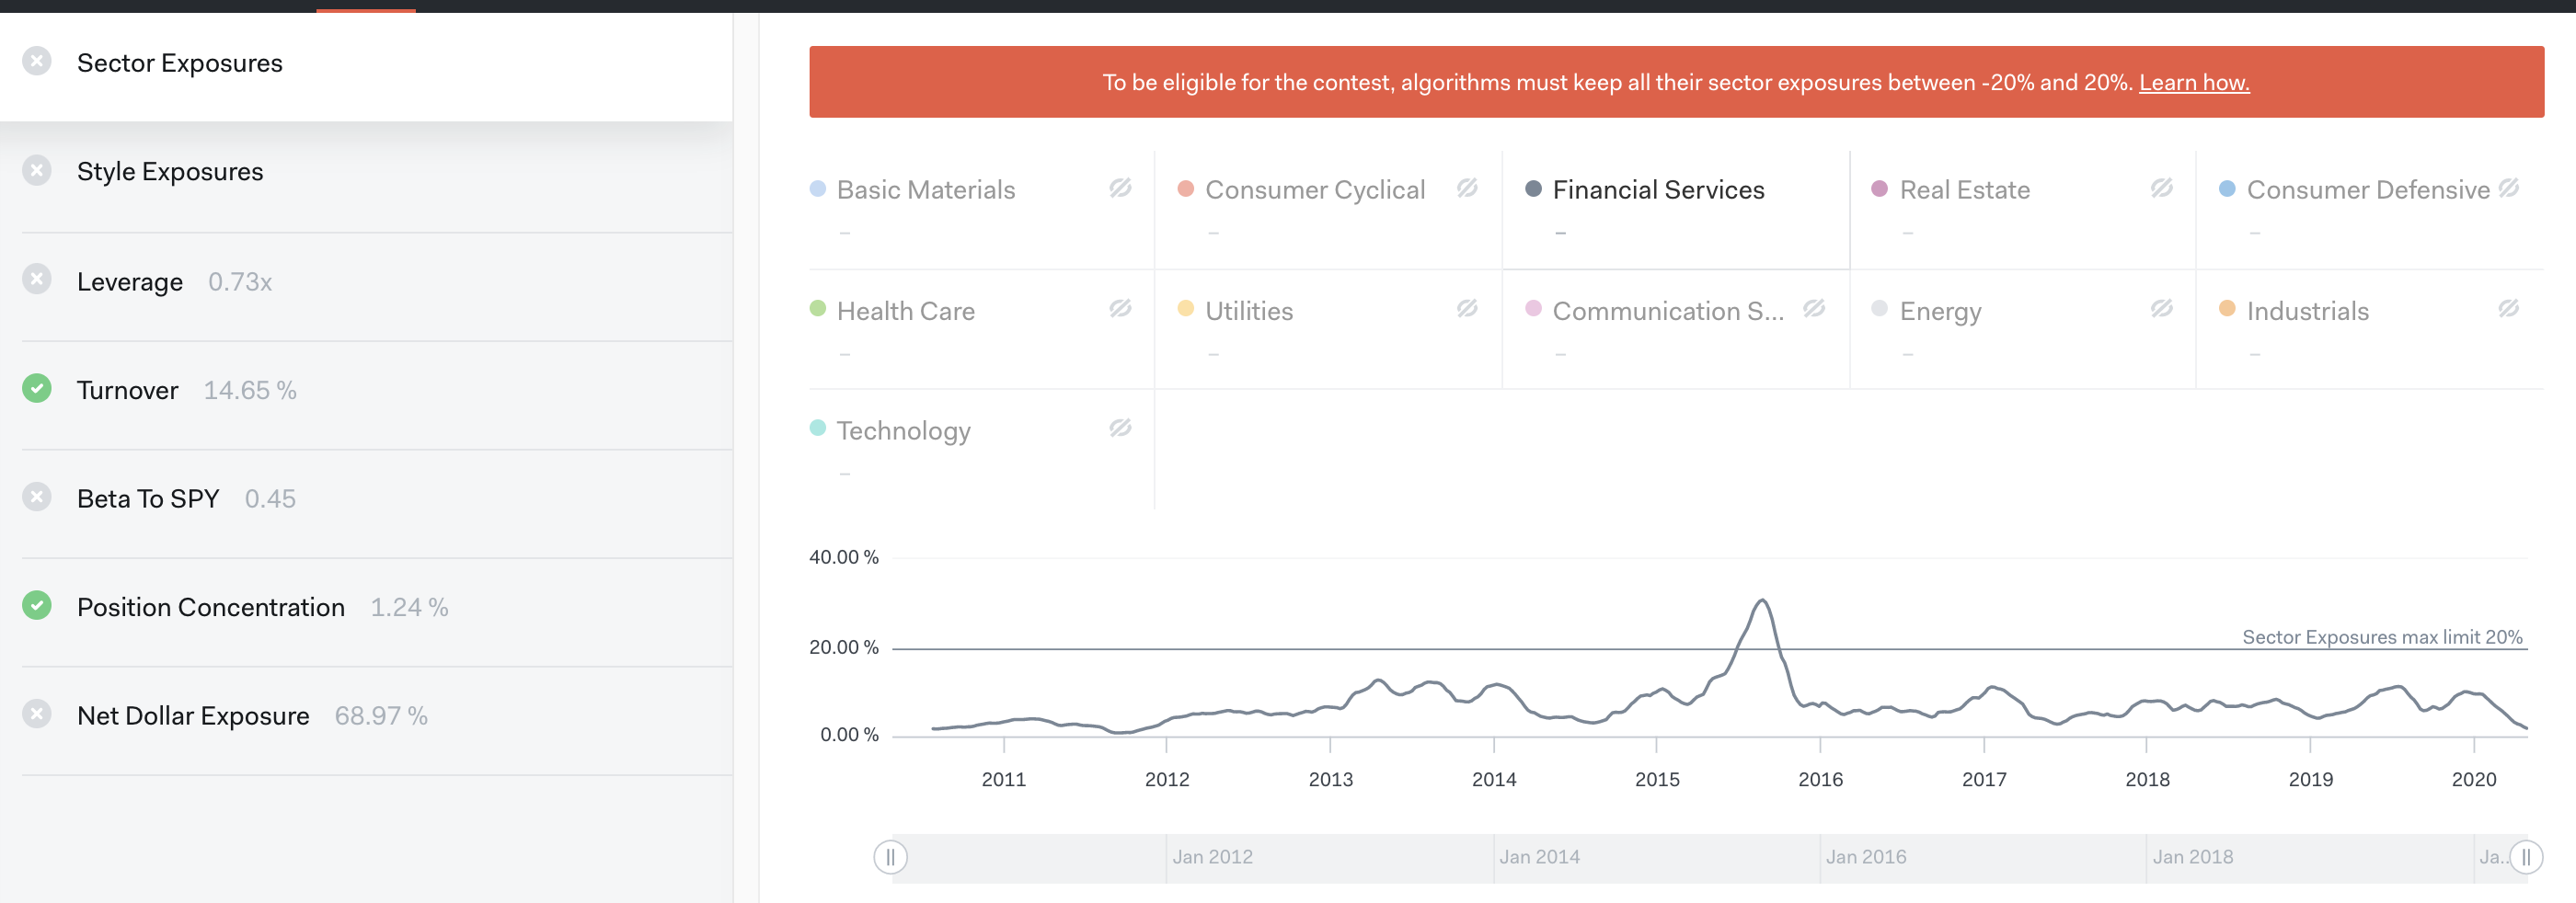 Sector Exposures
Style Exposures
Leverage 0.73x
Turnover 14.65 %
Beta To SPY 0.45
Position Concentration 1.24 %
Net Dollar Exposure 68.97 %
To be eligible for the contest, algorithms must keep all their sector exposures between -20% and 20%. Learn how.
Basic Materials
–
Consumer Cyclical
–
Financial Services
–
Real Estate
–
Consumer Defensive
–
Health Care
–
Utilities
–
Communication S...
–
Energy
–
Industrials
–
Technology
–
40.00 %
20.00 %
0.00 %
Sector Exposures max limit 20%
2011 2012 2013 2014 2015 2016 2017 2018 2019 2020
Jan 2012 Jan 2014 Jan 2016 Jan 2018 Ja..